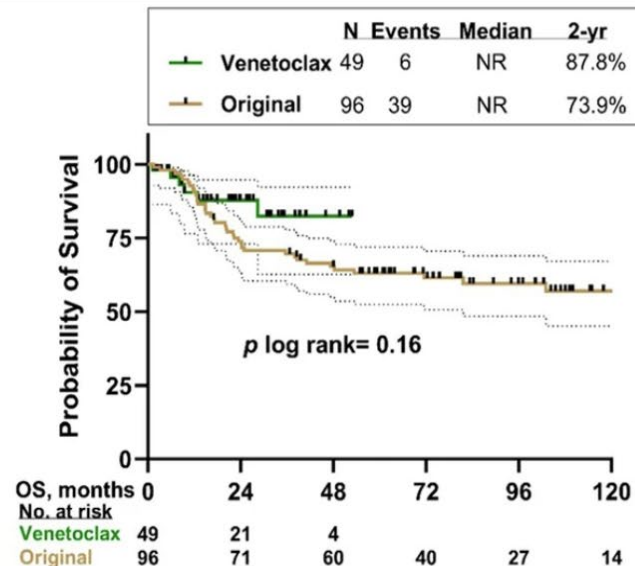 N Events Median 2-yr
Venetoclax 49 6 NR 87.8%
Original 96 39 NR 73.9%
Probability of Survival
100
75
50
25
0
p log rank= 0.16
OS, months 0 24 48 72 96 120
No. at risk
Venetoclax 49 21 4
Original 96 71 60 40 27 14